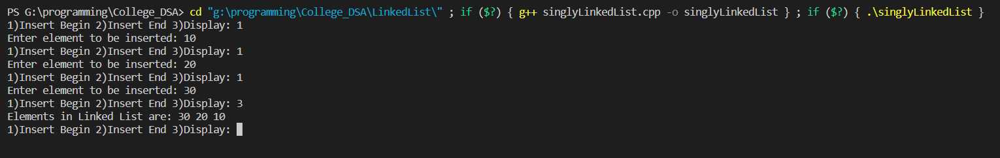 PS G:\programming\College_DSA> cd "g:\programming\College_DSA\LinkedList\" ; if ($?) { g++ singlyLinkedList.cpp -o singlyLinkedList } ; if ($?) { .\singlyLinkedList }
1)Insert Begin 2)Insert End 3)Display: 1
Enter element to be inserted: 10
1)Insert Begin 2)Insert End 3)Display: 1
Enter element to be inserted: 20
1)Insert Begin 2)Insert End 3)Display: 1
Enter element to be inserted: 30
1)Insert Begin 2)Insert End 3)Display: 3
Elements in Linked List are: 30 20 10
1)Insert Begin 2)Insert End 3)Display: